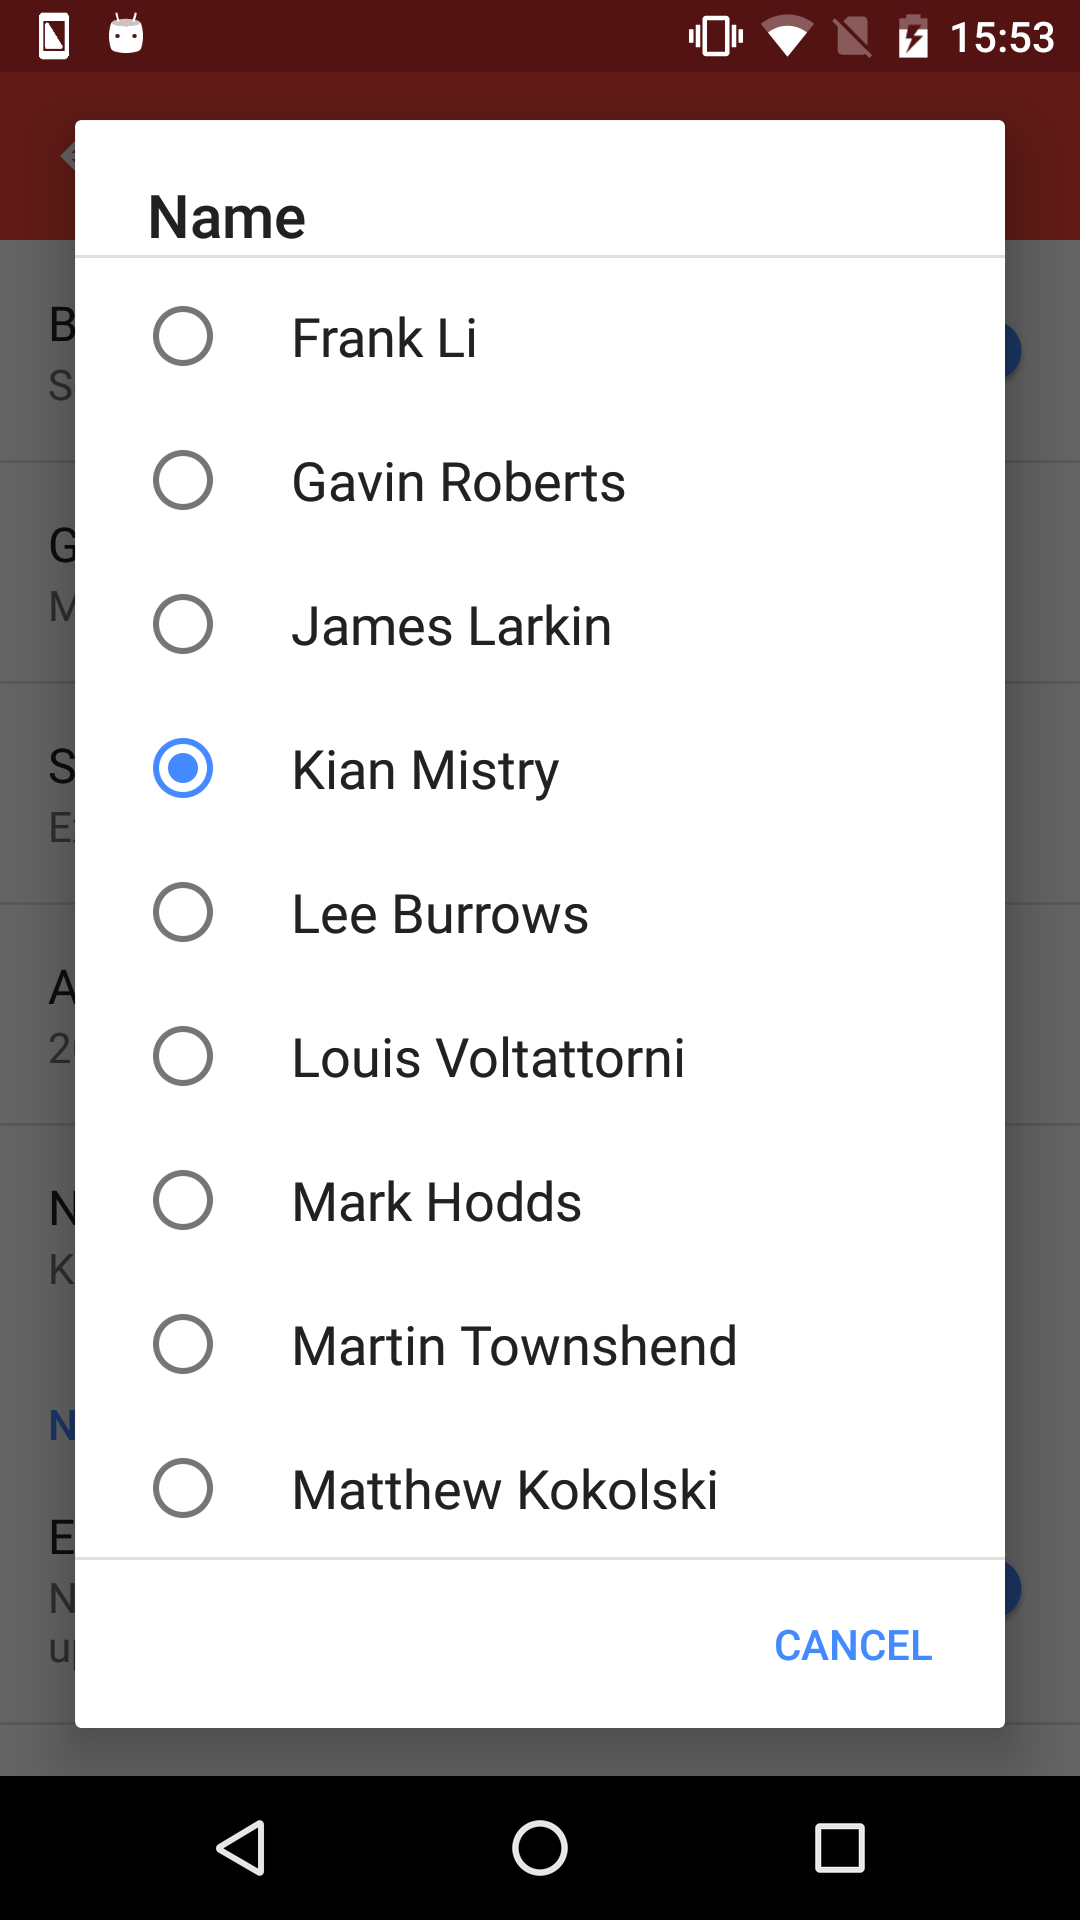 15:53
Name
Frank Li
Gavin Roberts
James Larkin
Kian Mistry
Lee Burrows
Louis Voltattorni
Mark Hodds
Martin Townshend
Matthew Kokolski
CANCEL